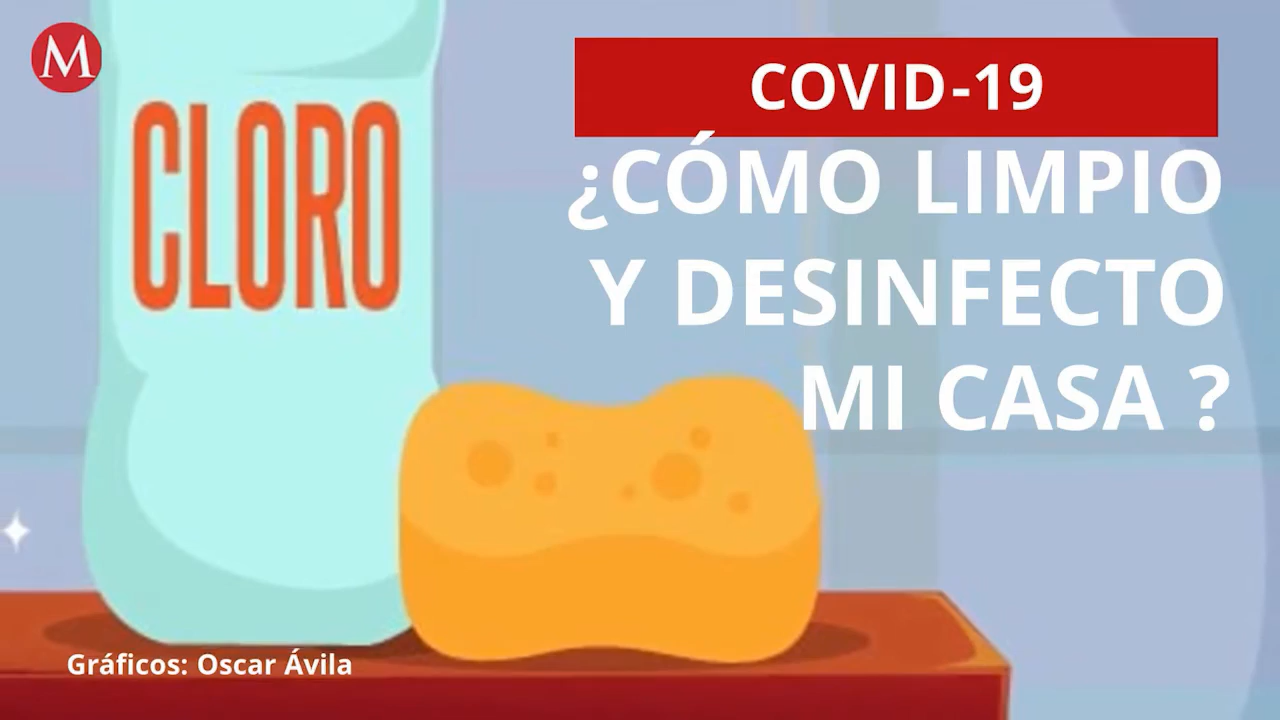 M
CLORO
COVID-19
¿CÓMO LIMPIO
Y DESINFECTO
MI CASA ?
Gráficos: Oscar Ávila